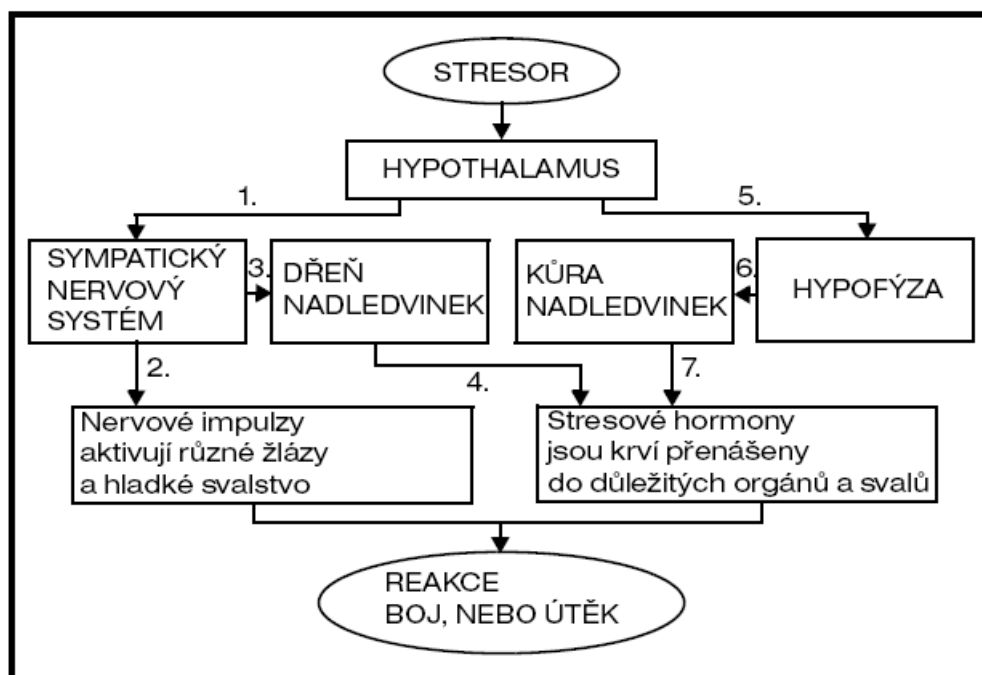 STRESOR
HYPOTHALAMUS
1.
5.
SYMPATICKÝ
NERVOVÝ
SYSTÉM
3.
DŘEŇ
NADLEDVINEK
KŮRA
NADLEDVINEK
6.
HYPOFÝZA
2.
4.
7.
Nervové impulzy
aktivují různé žlázy
a hladké svalstvo
Stresové hormony
jsou krví přenášeny
do důležitých orgánů a svalů
REAKCE
BOJ, NEBO ÚTĚK